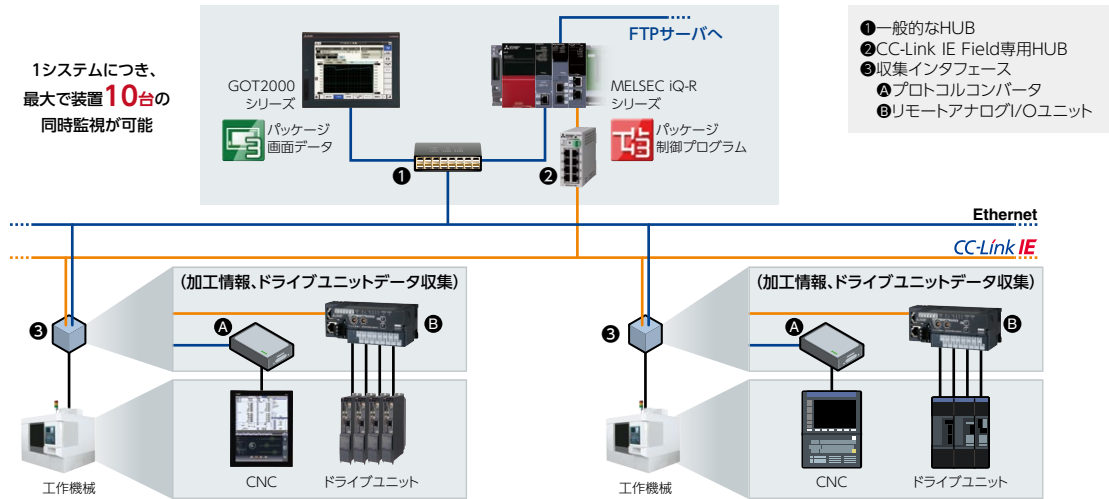 1システムにつき、
最大で装置10台の
同時監視が可能
GOT2000
シリーズ
パッケージ
画面データ
FTPサーバへ
MELSEC iQ-R
シリーズ
パッケージ
制御プログラム
❶
❷
❶一般的なHUB
❷CC-Link IE Field専用HUB
❸収集インタフェース
Ⓐプロトコルコンバータ
ⒷリモートアナログI/Oユニット
Ethernet
CC-Link IE
❸
(加工情報、ドライブユニットデータ収集)
Ⓐ
Ⓑ
工作機械
CNC
ドライブユニット
❸
(加工情報、ドライブユニットデータ収集)
Ⓐ
Ⓑ
工作機械
CNC
ドライブユニット